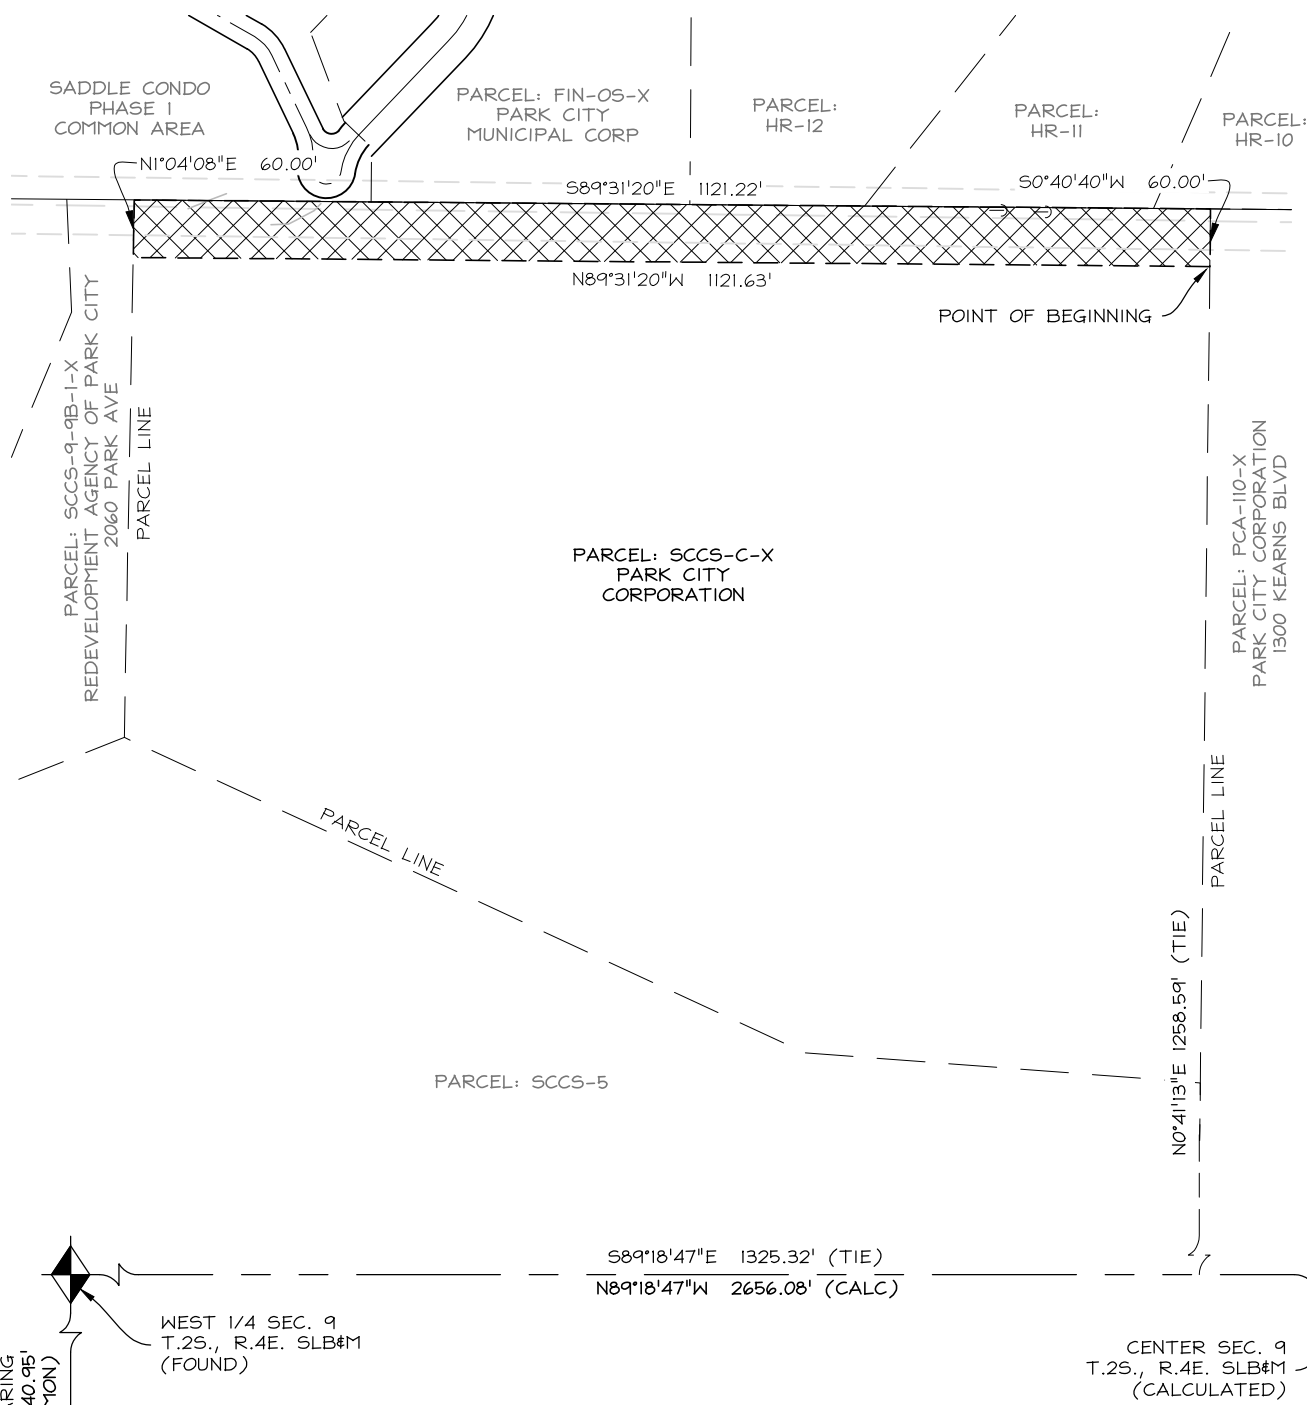 SADDLE CONDO
PHASE 1
COMMON AREA
PARCEL: FIN-OS-X
PARK CITY
MUNICIPAL CORP
PARCEL:
HR-12
PARCEL:
HR-11
PARCEL:
HR-10
N1°04'08"E 60.00'
S89°31'20"E 1121.22'
S0°40'40"W 60.00'
N89°31'20"W 1121.63'
POINT OF BEGINNING
PARCEL: SCCS-9-9B-1-X
REDEVELOPMENT AGENCY OF PARK CITY
2060 PARK AVE
PARCEL LINE
PARCEL: SCCS-C-X
PARK CITY
CORPORATION
PARCEL: PCA-110-X
PARK CITY CORPORATION
1300 KEARNS BLVD
PARCEL LINE
PARCEL LINE
N0°41'13"E 1258.59' (TIE)
PARCEL: SCCS-5
S89°18'47"E 1325.32' (TIE)
N89°18'47"W 2656.08' (CALC)
WEST 1/4 SEC. 9
T.2S., R.4E. SLB&M
(FOUND)
CENTER SEC. 9
T.2S., R.4E. SLB&M
(CALCULATED)